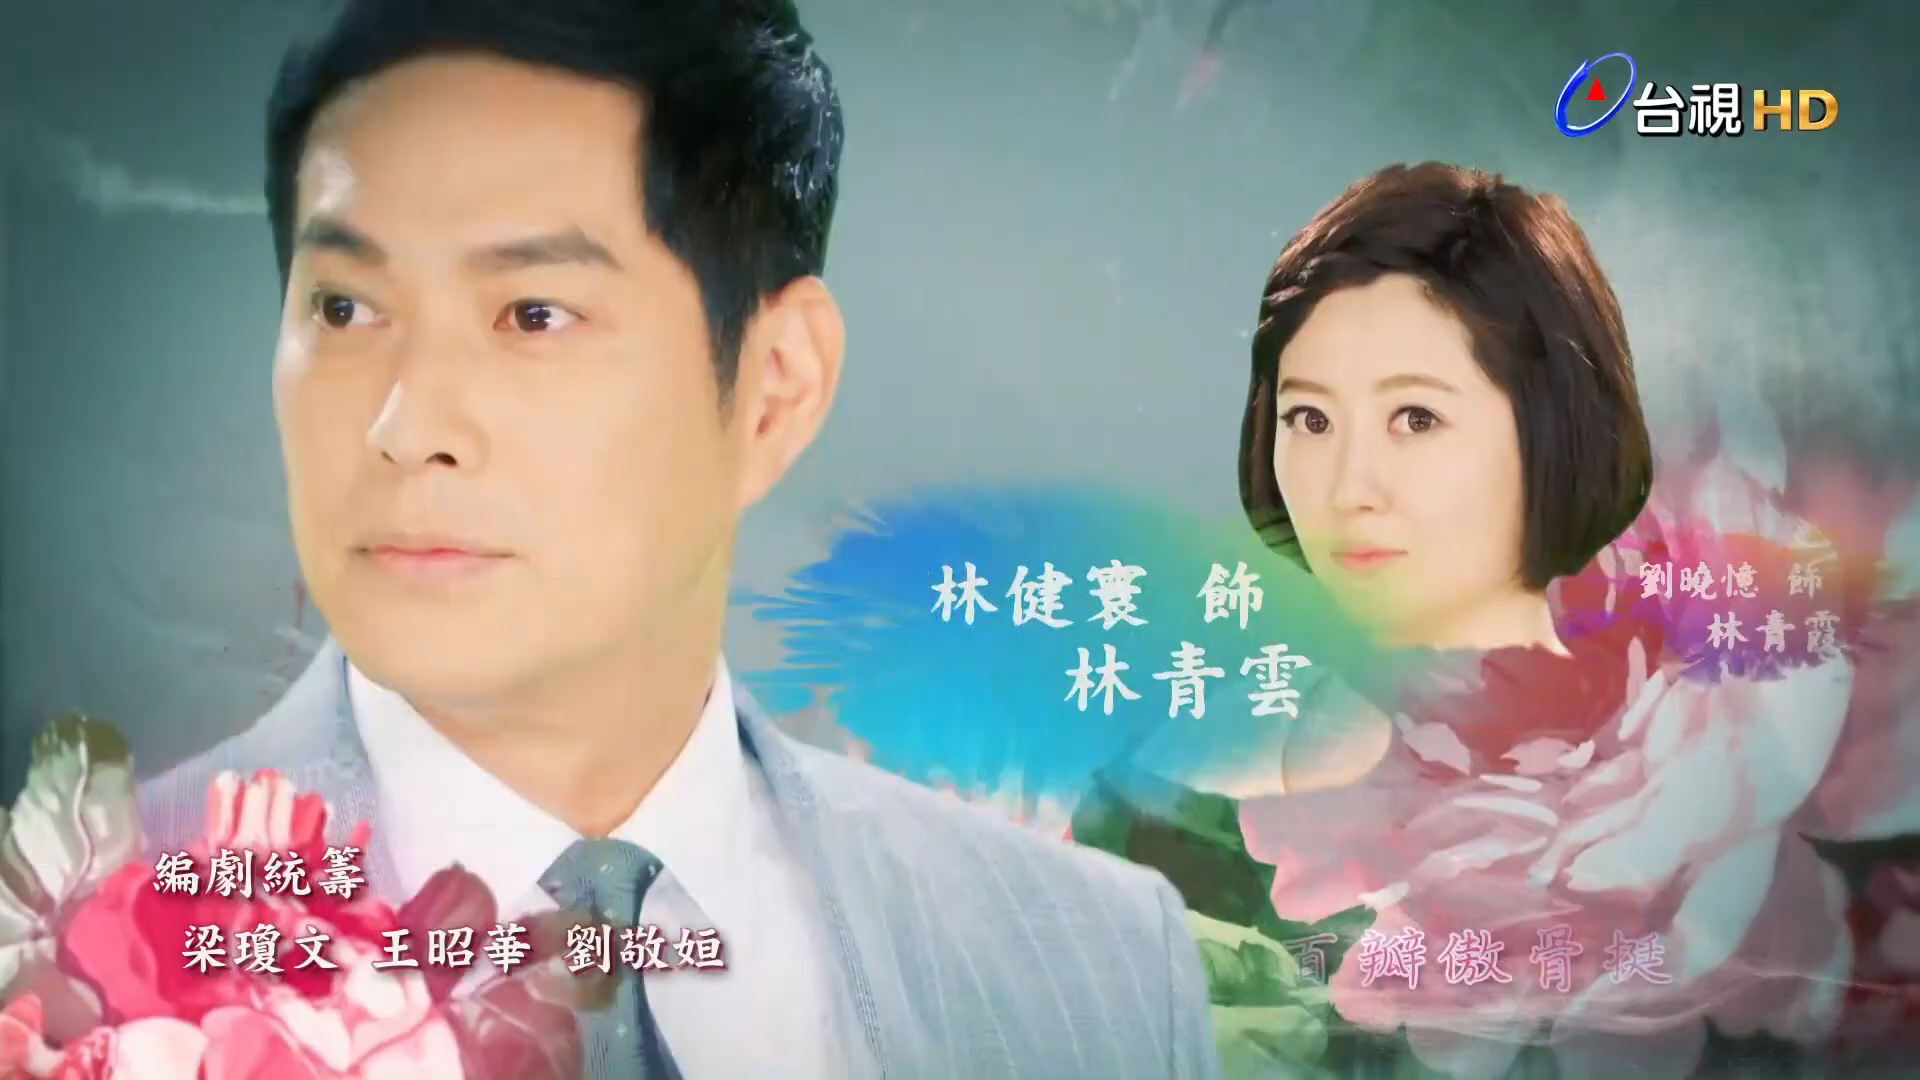 台視HD
林健寰 飾
林青雲
劉曉憶 飾
林青霞
編劇統籌
梁瓊文 王昭華 劉敬姮
百瓣傲骨挺